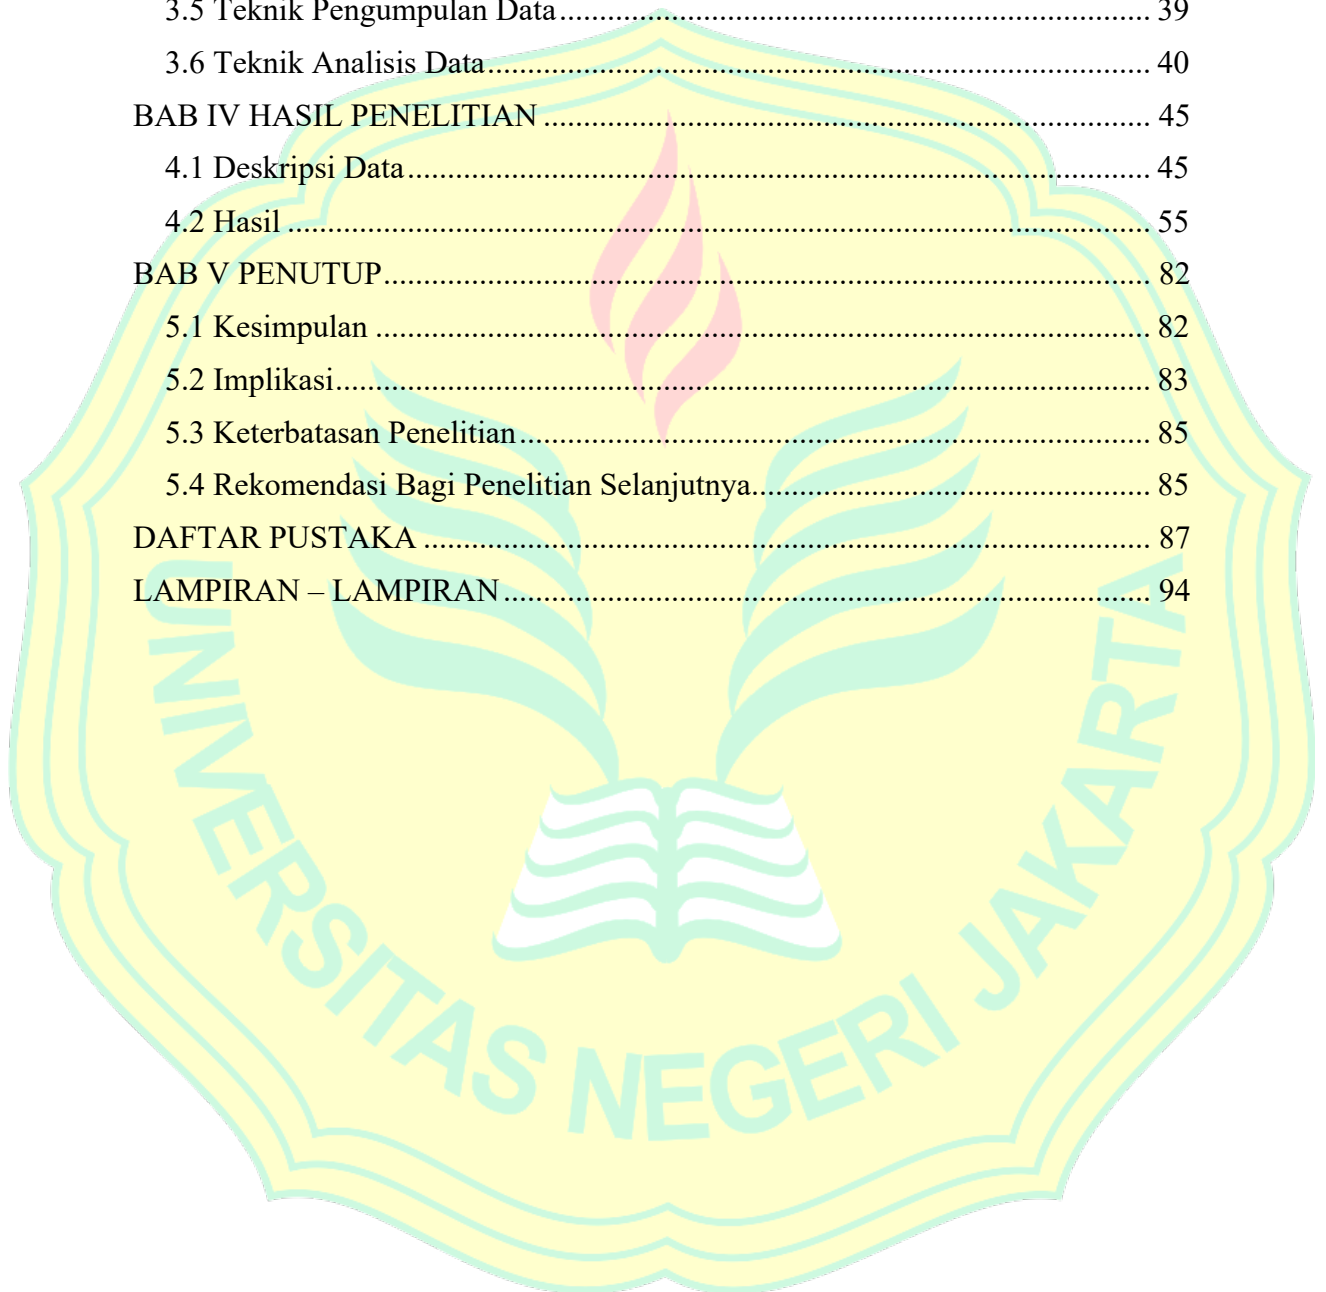 3.5 Teknik Pengumpulan Data.......................................................................... 39
3.6 Teknik Analisis Data................................................................................... 40
BAB IV HASIL PENELITIAN ............................................................................ 45
4.1 Deskripsi Data............................................................................................. 45
4.2 Hasil ............................................................................................................ 55
BAB V PENUTUP................................................................................................ 82
5.1 Kesimpulan ................................................................................................. 82
5.2 Implikasi...................................................................................................... 83
5.3 Keterbatasan Penelitian............................................................................... 85
5.4 Rekomendasi Bagi Penelitian Selanjutnya.................................................. 85
DAFTAR PUSTAKA ........................................................................................... 87
LAMPIRAN – LAMPIRAN ................................................................................. 94
UNIVERSITAS NEGERI JAKARTA